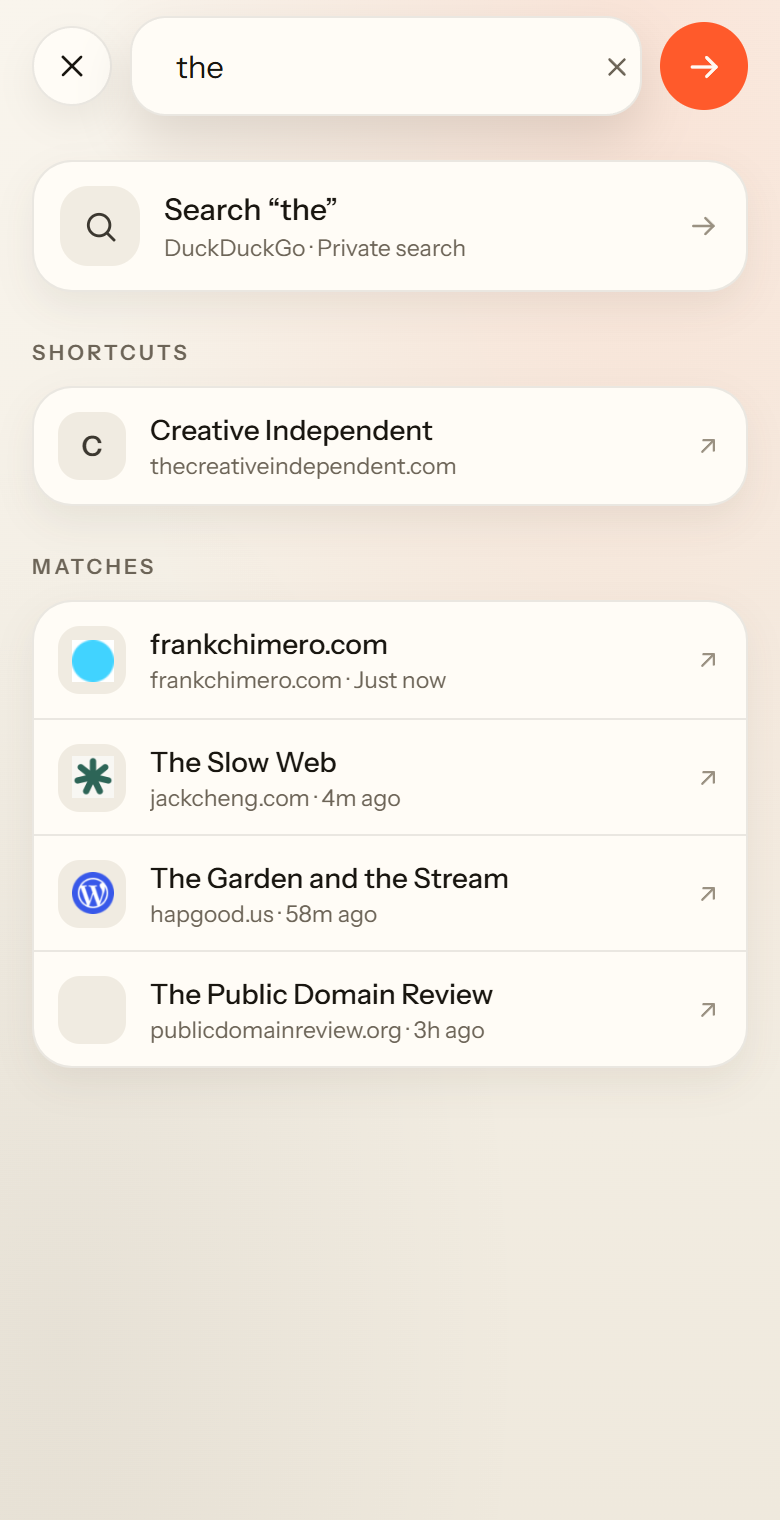 the
Search “the”
DuckDuckGo · Private search
SHORTCUTS
C
Creative Independent
thecreativeindependent.com
MATCHES
frankchimero.com
frankchimero.com · Just now
The Slow Web
jackcheng.com · 4m ago
W
The Garden and the Stream
hapgood.us · 58m ago
The Public Domain Review
publicdomainreview.org · 3h ago